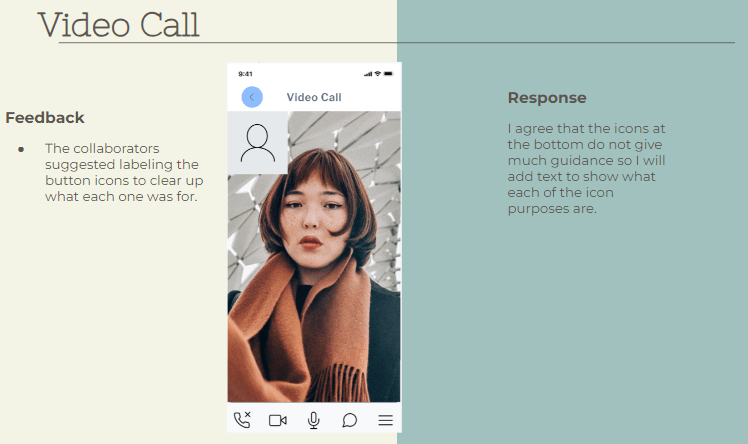 Video Call
Feedback
● The collaborators
suggested labeling the
button icons to clear up
what each one was for.
9:41
Video Call
Response
I agree that the icons at
the bottom do not give
much guidance so I will
add text to show what
each of the icon
purposes are.